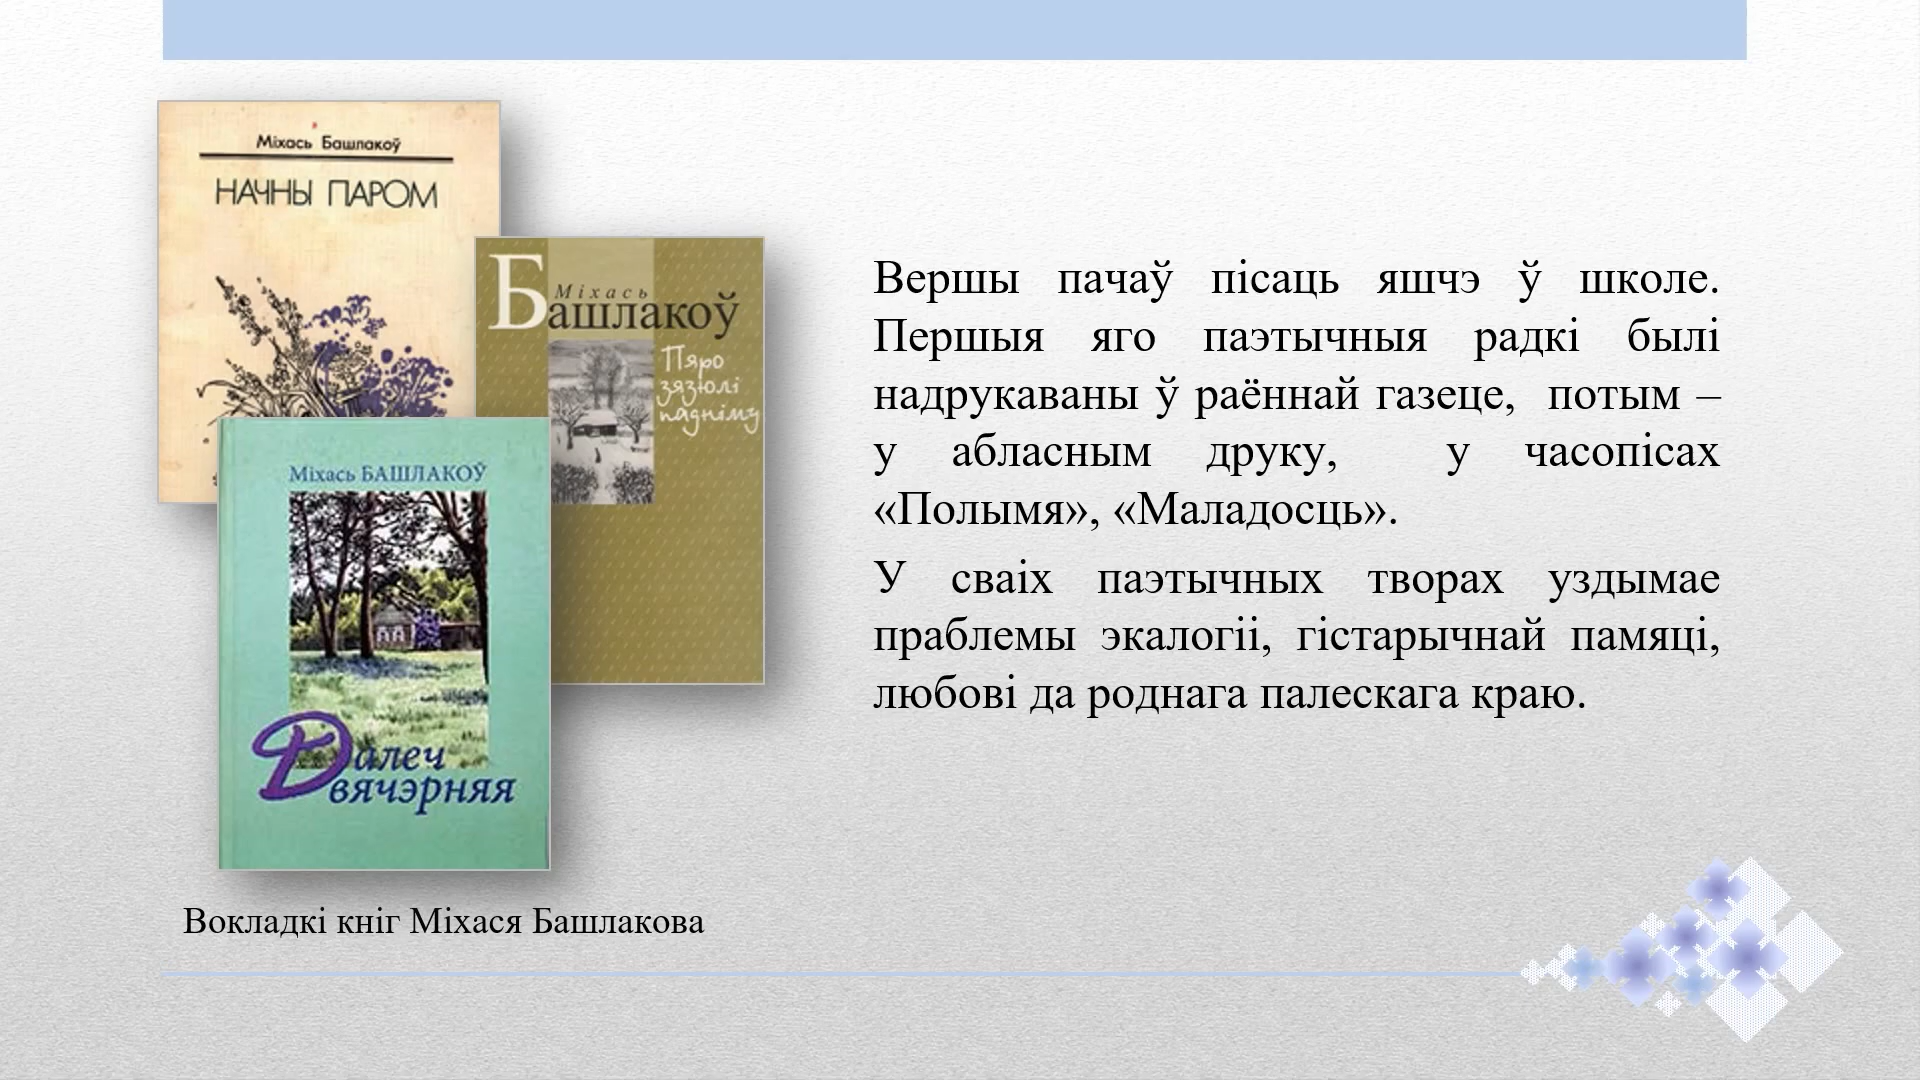 Міхась Башлакоў
НАЧНЫ ПАРОМ
Міхась
Башлакоў
Пяро
зязюлі
падніму
Міхась БАШЛАКОЎ
Далеч
вячэрняя
Вокладкі кніг Міхася Башлакова
Вершы пачаў пісаць яшчэ ў школе.
Першыя яго паэтычныя радкі былі
надрукаваны ў раённай газеце, потым –
у абласным друку, у часопісах
«Полымя», «Маладосць».
У сваіх паэтычных творах уздымае
праблемы экалогіі, гістарычнай памяці,
любові да роднага палескага краю.